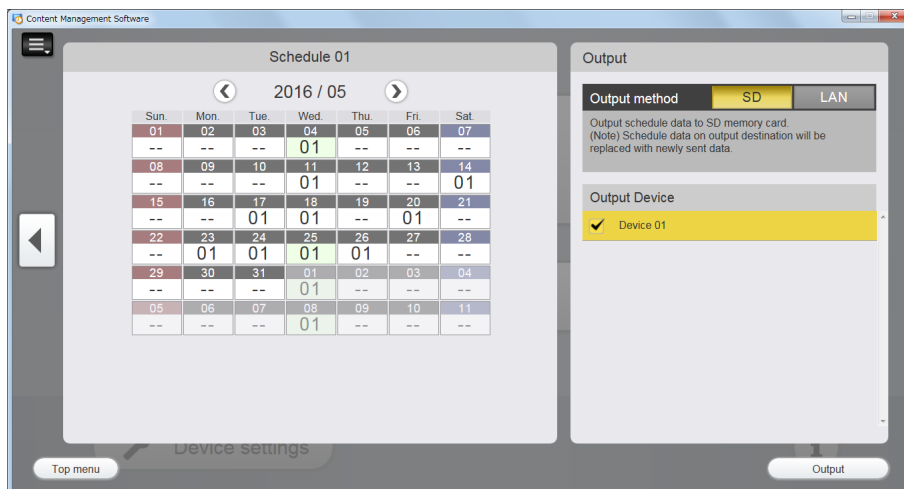 Content Management Software
Schedule 01
2016 / 05
Sun. Mon. Tue. Wed. Thu. Fri. Sat.
01 02 03 04 05 06 07
-- -- -- 01 -- -- --
08 09 10 11 12 13 14
-- -- -- 01 -- -- 01
15 16 17 18 19 20 21
-- -- 01 01 -- 01 --
22 23 24 25 26 27 28
-- 01 01 01 01 -- --
29 30 31 01 02 03 04
-- -- -- 01 -- -- --
05 06 07 08 09 10 11
-- -- -- 01 -- -- --
Output
Output method SD LAN
Output schedule data to SD memory card.
(Note) Schedule data on output destination will be
replaced with newly sent data.
Output Device
Device 01
Device settings
Top menu
Output